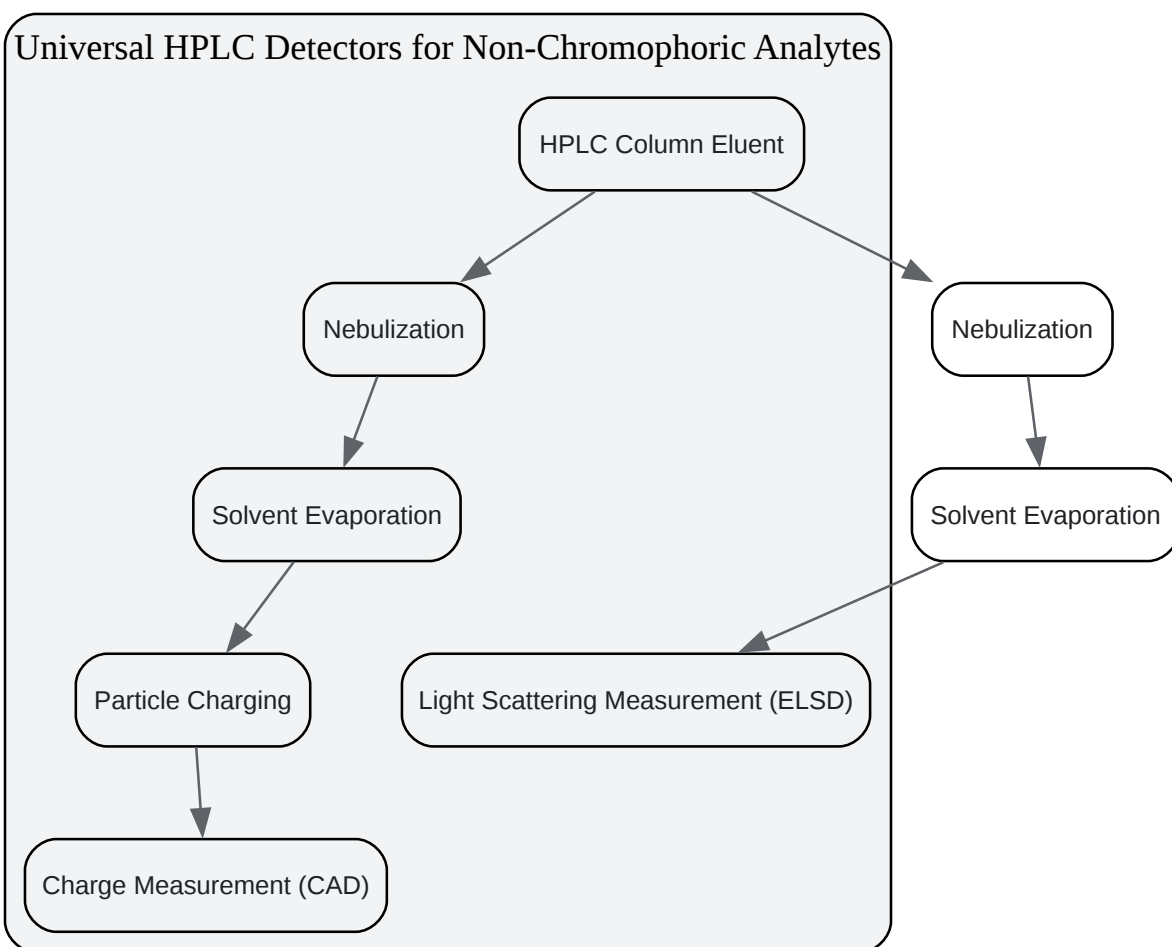 Universal HPLC Detectors for Non-Chromophoric Analytes
HPLC Column Eluent
Nebulization
Nebulization
Solvent Evaporation
Solvent Evaporation
Particle Charging
Light Scattering Measurement (ELSD)
Charge Measurement (CAD)